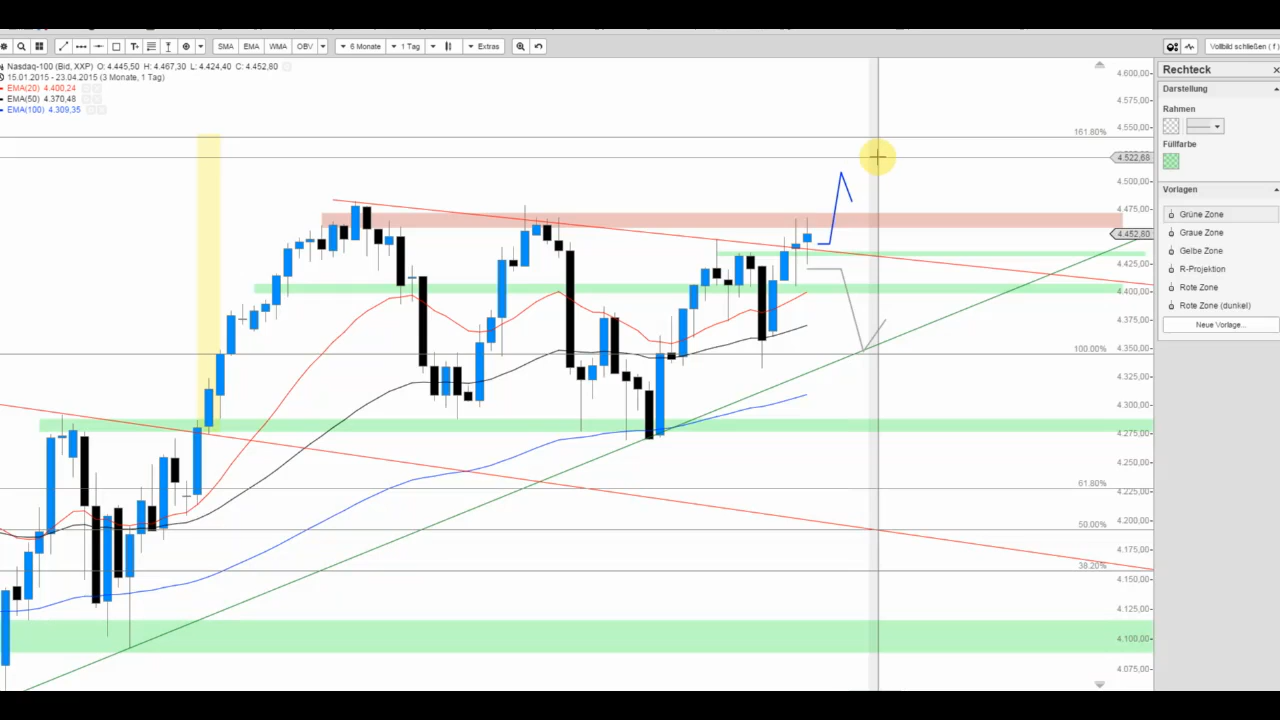 SMA EMA WMA OBV 6 Monate 1 Tag Extras Vollbild schließen ( f )
Nasdaq-100 (Bid, XXP) O: 4.445,50 H: 4.467,30 L: 4.424,40 C: 4.452,80
15.01.2015 - 23.04.2015 (3 Monate, 1 Tag)
EMA(20) 4.400,24
EMA(50) 4.370,48
EMA(100) 4.309,35
4.600,00
4.575,00
4.550,00
161.80%
4.522,68
4.500,00
4.475,00
4.452,80
4.425,00
4.400,00
4.375,00
100.00%
4.350,00
4.325,00
4.300,00
4.275,00
4.250,00
61.80%
4.225,00
50.00%
4.200,00
4.175,00
38.20%
4.150,00
4.125,00
4.100,00
4.075,00
Rechteck
Darstellung
Rahmen
Füllfarbe
Vorlagen
Grüne Zone
Graue Zone
Gelbe Zone
R-Projektion
Rote Zone
Rote Zone (dunkel)
Neue Vorlage...